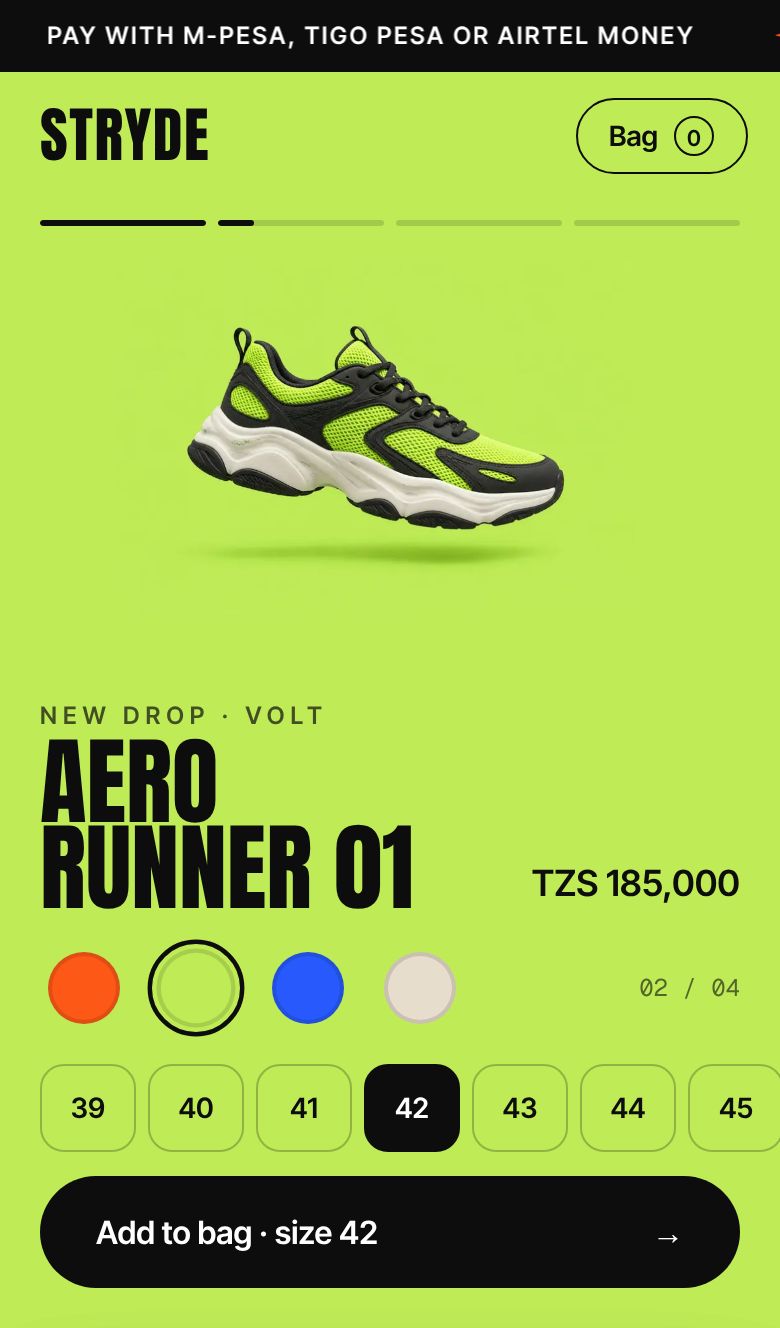 PAY WITH M-PESA, TIGO PESA OR AIRTEL MONEY
STRYDE
Bag 0
NEW DROP · VOLT
AERO
RUNNER 01
TZS 185,000
02 / 04
39 40 41 42 43 44 45
Add to bag · size 42 →